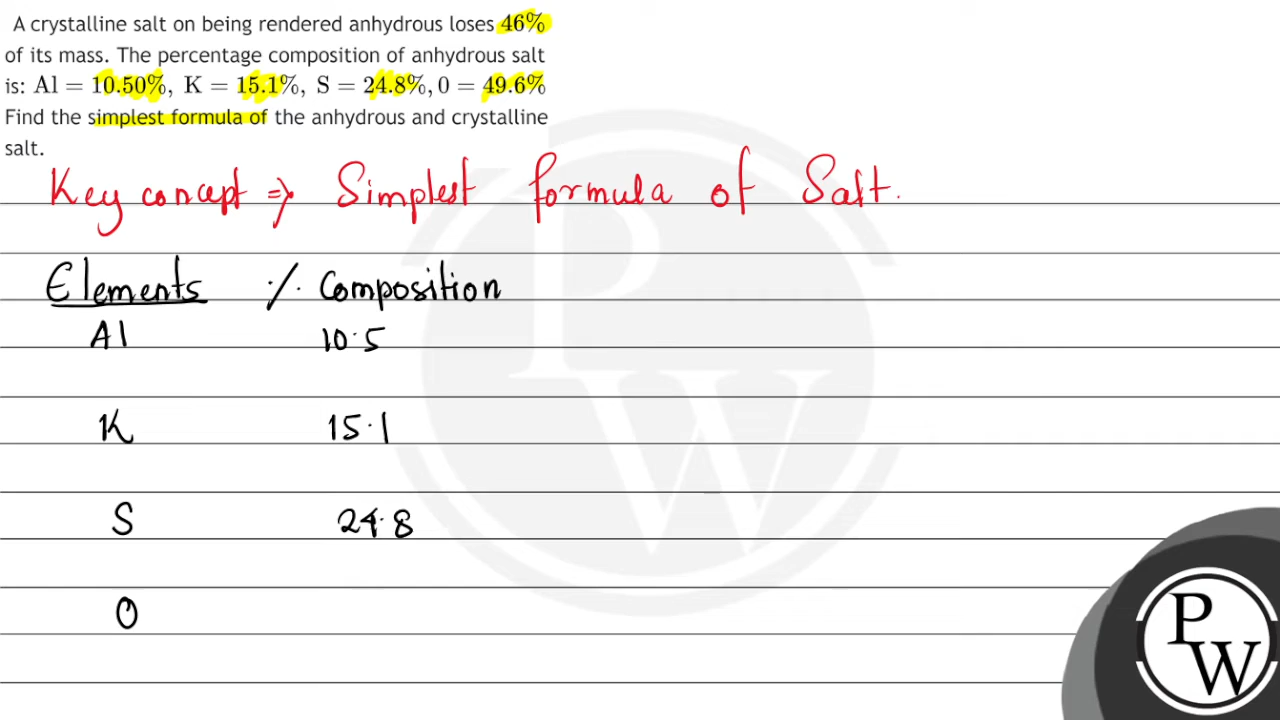 A crystalline salt on being rendered anhydrous loses 46%
of its mass. The percentage composition of anhydrous salt
is: Al = 10.50%, K = 15.1%, S = 24.8%, 0 = 49.6%
Find the simplest formula of the anhydrous and crystalline
salt.
Key concept ⇒ Simplest formula of Salt.
Elements % Composition
Al 10.5
K 15.1
S 24.8
O
PW
PW